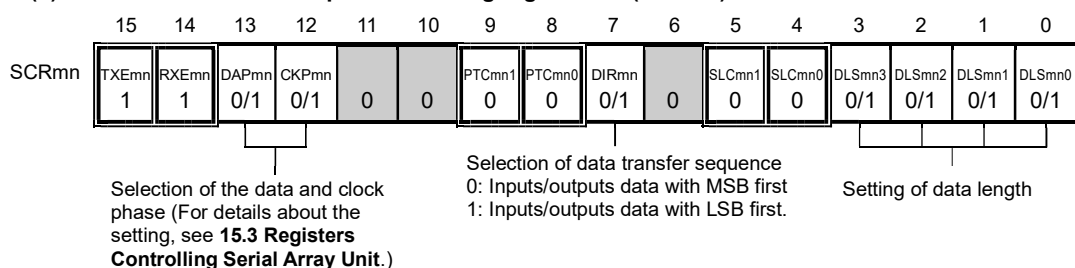 15 14 13 12 11 10 9 8 7 6 5 4 3 2 1 0
SCRmn
TXEmn RXEmn DAPmn CKPmn PTCmn1 PTCmn0 DIRmn SLCmn1 SLCmn0 DLSmn3 DLSmn2 DLSmn1 DLSmn0
1 1 0/1 0/1 0 0 0 0 0/1 0 0 0 0/1 0/1 0/1 0/1
Selection of the data and clock
phase (For details about the
setting, see 15.3 Registers
Controlling Serial Array Unit.)
Selection of data transfer sequence
0: Inputs/outputs data with MSB first
1: Inputs/outputs data with LSB first.
Setting of data length